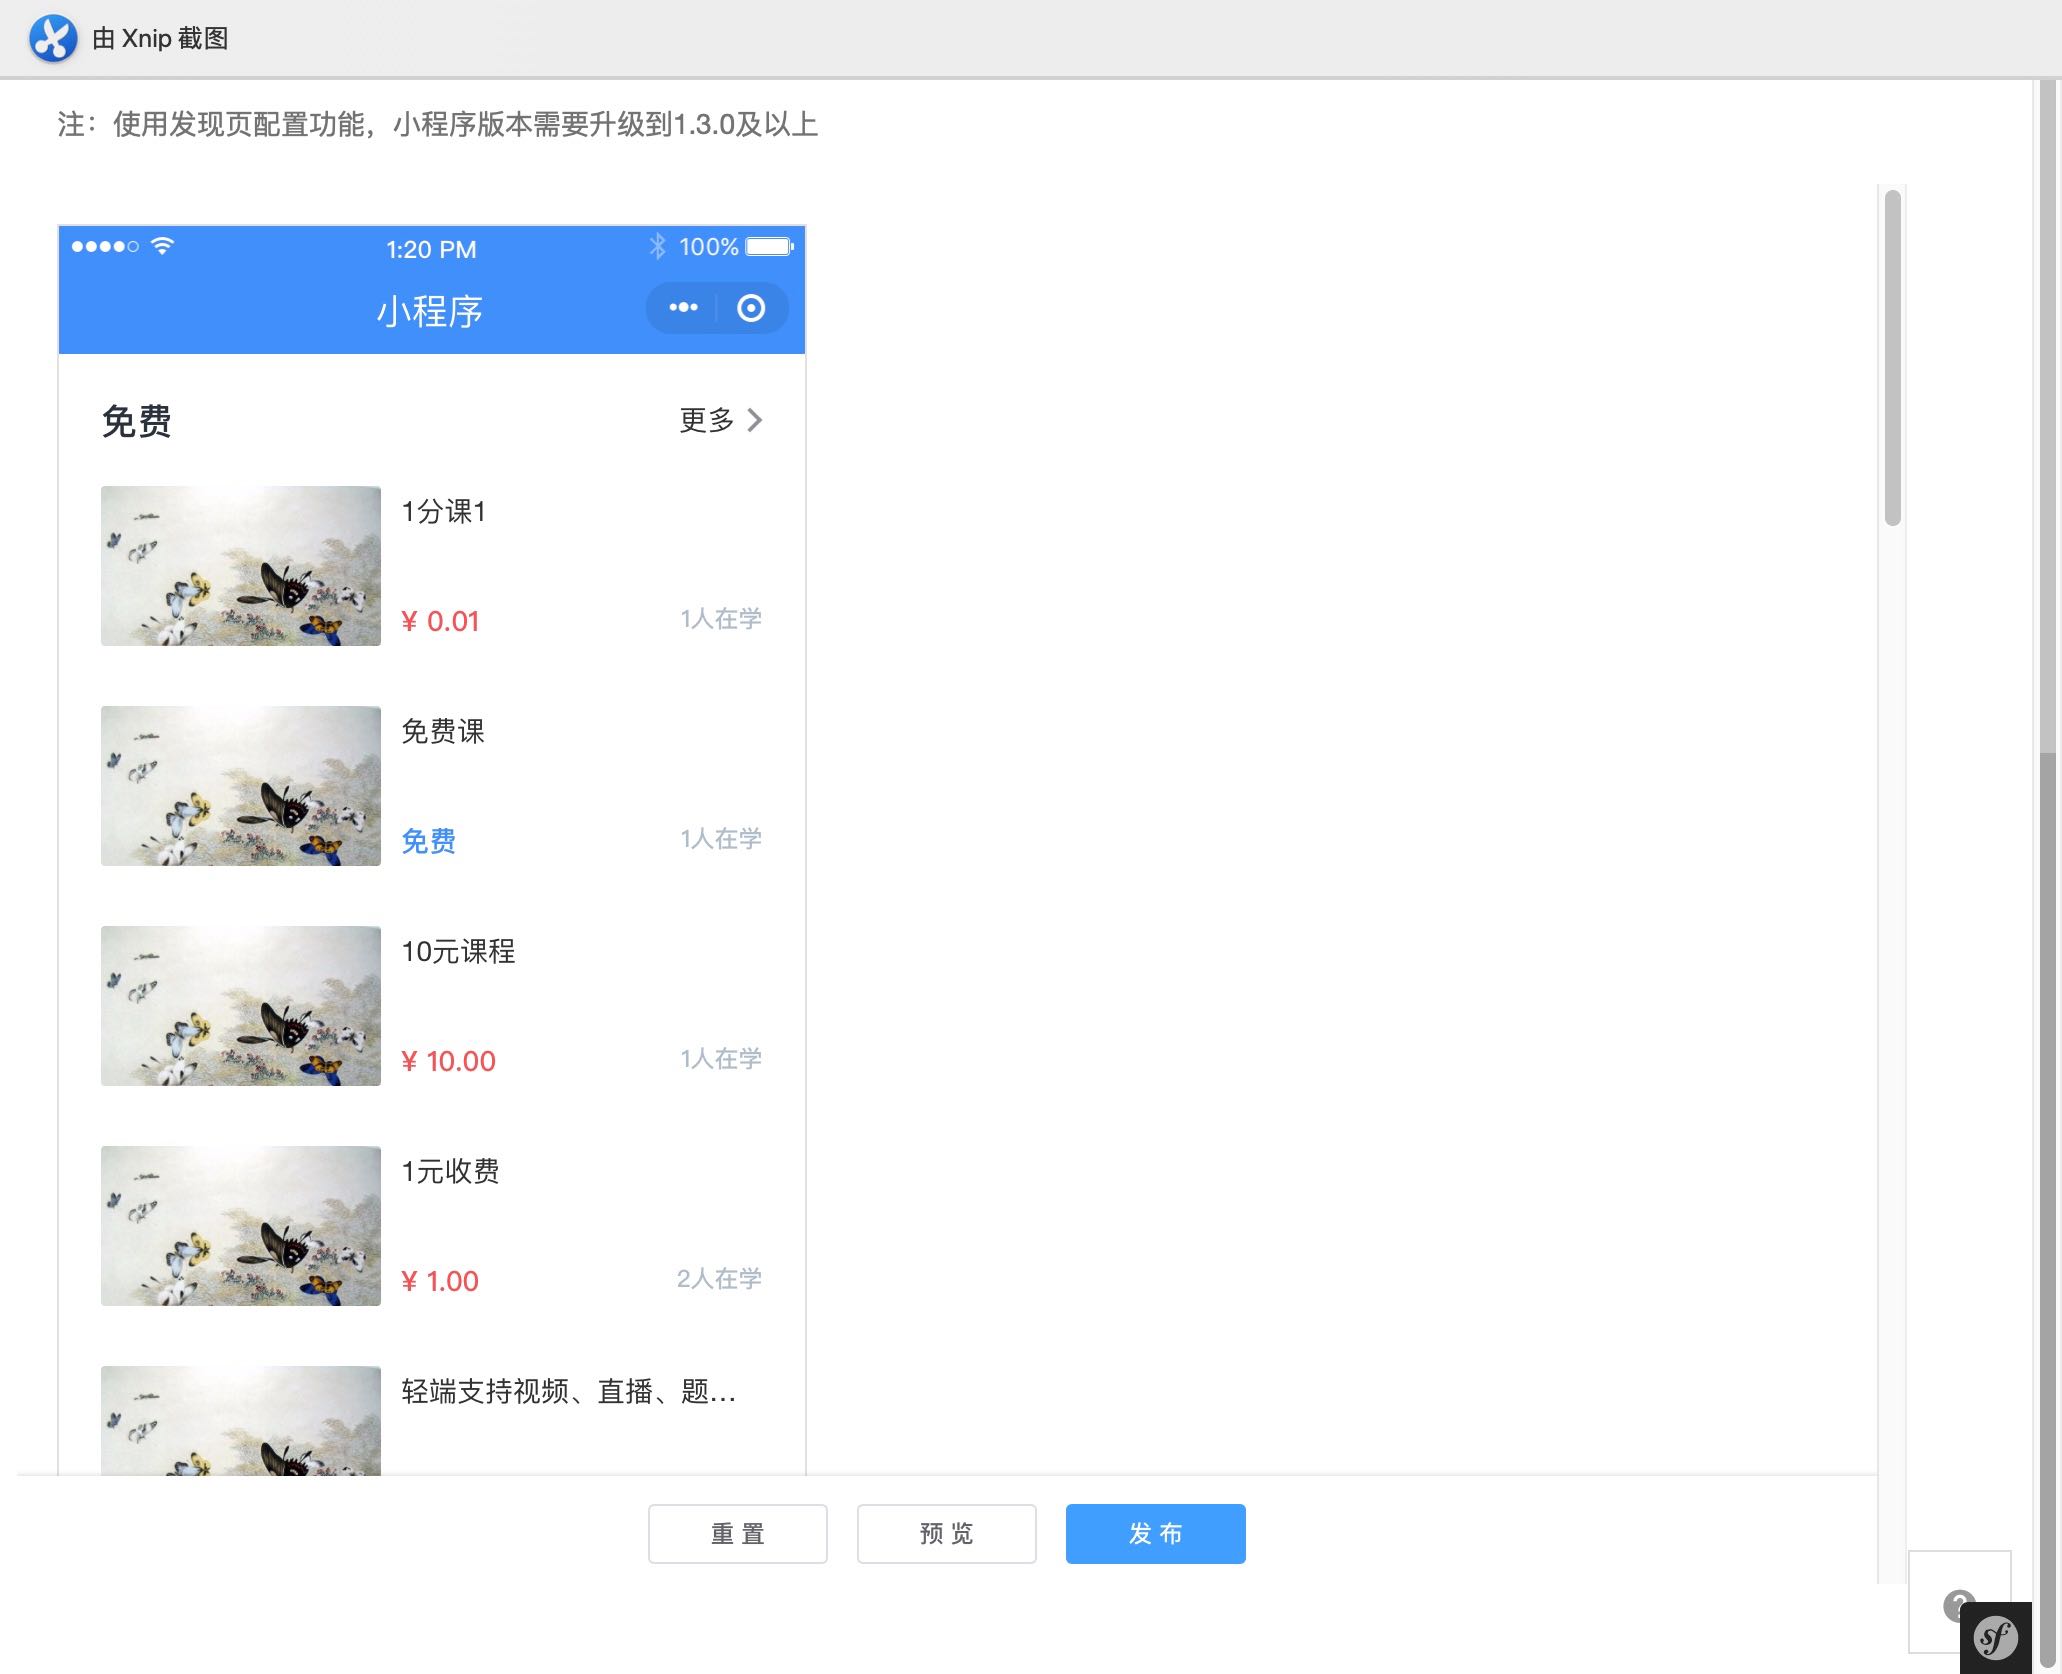 由 Xnip 截图
注：使用发现页配置功能，小程序版本需要升级到1.3.0及以上
1:20 PM
100%
小程序
免费
更多
1分课1
¥ 0.01
1人在学
免费课
免费
1人在学
10元课程
¥ 10.00
1人在学
1元收费
¥ 1.00
2人在学
轻端支持视频、直播、题...
重 置
预 览
发 布
?
sf